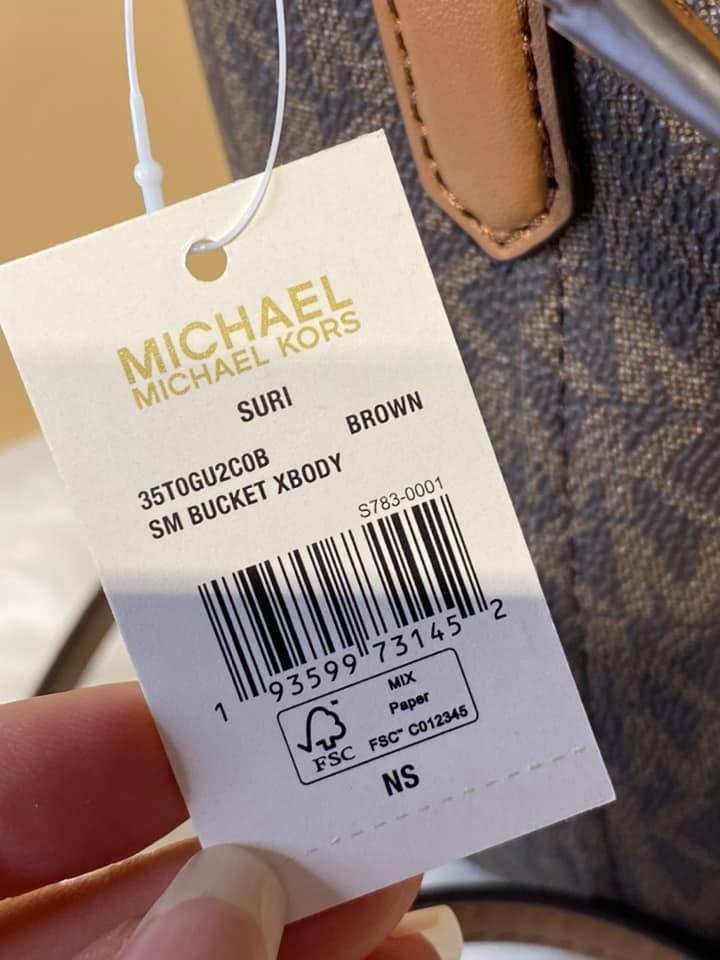 MICHAEL
MICHAEL KORS
SURI
BROWN
35T0GU2C0B
SM BUCKET XBODY
S783-0001
1 93599 73145 2
FSC
MIX
Paper
FSC™ C012345
NS